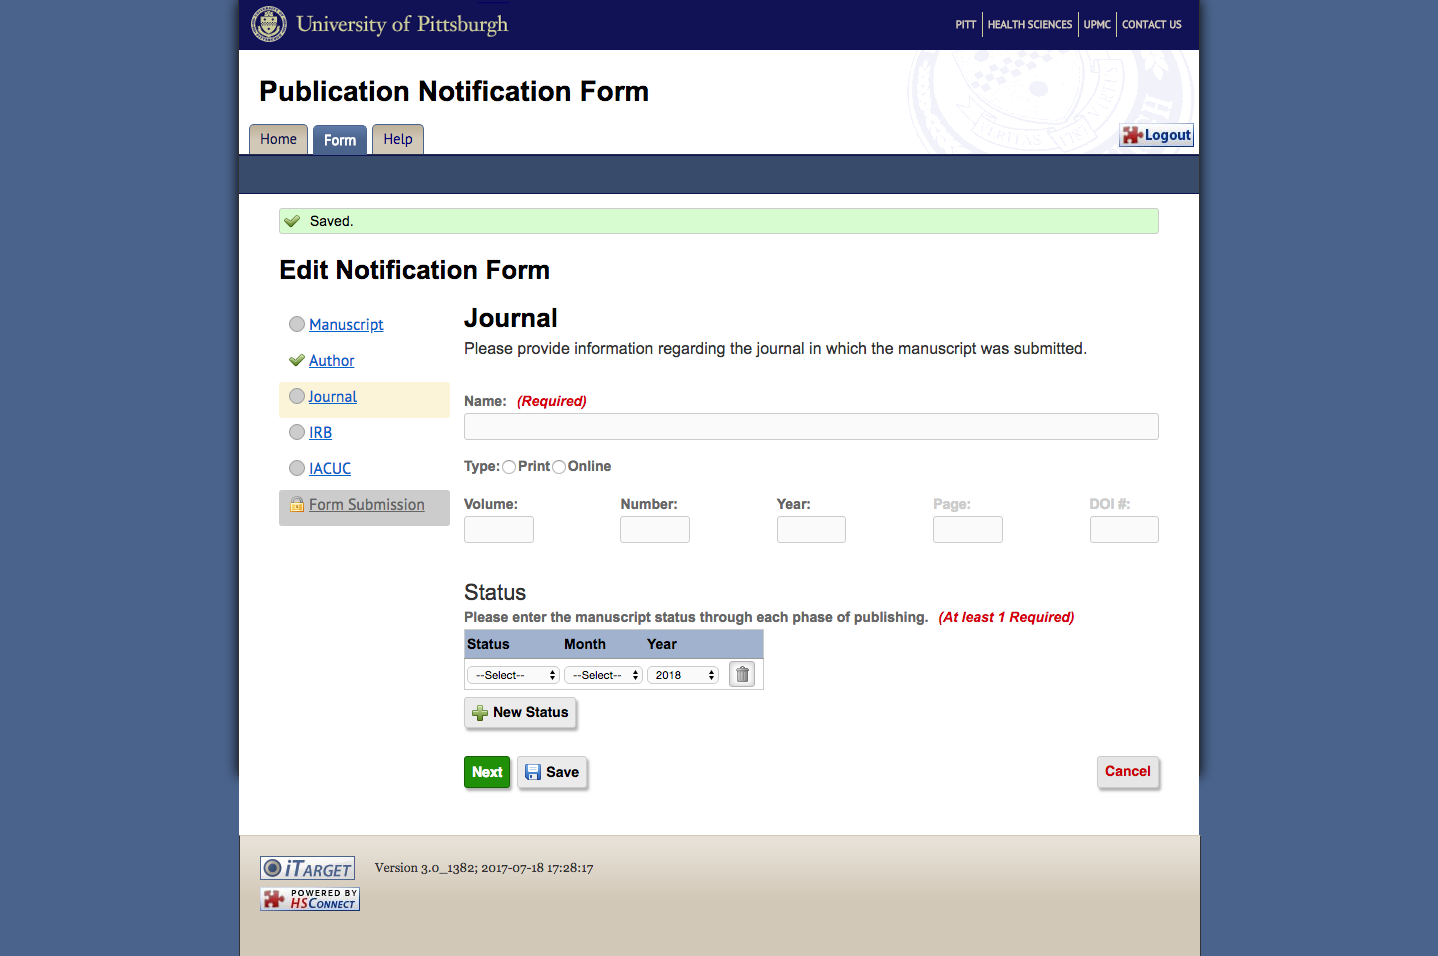 University of Pittsburgh
PITT HEALTH SCIENCES UPMC CONTACT US
Publication Notification Form
Home Form Help
Logout
Saved.
Edit Notification Form
Manuscript
Author
Journal
IRB
IACUC
Form Submission
Journal
Please provide information regarding the journal in which the manuscript was submitted.
Name: (Required)
Type: Print Online
Volume: Number: Year: Page: DOI #:
Status
Please enter the manuscript status through each phase of publishing. (At least 1 Required)
Status Month Year
--Select-- --Select-- 2018
New Status
Next Save Cancel
iTARGET Version 3.0_1382; 2017-07-18 17:28:17
POWERED BY
HSCONNECT